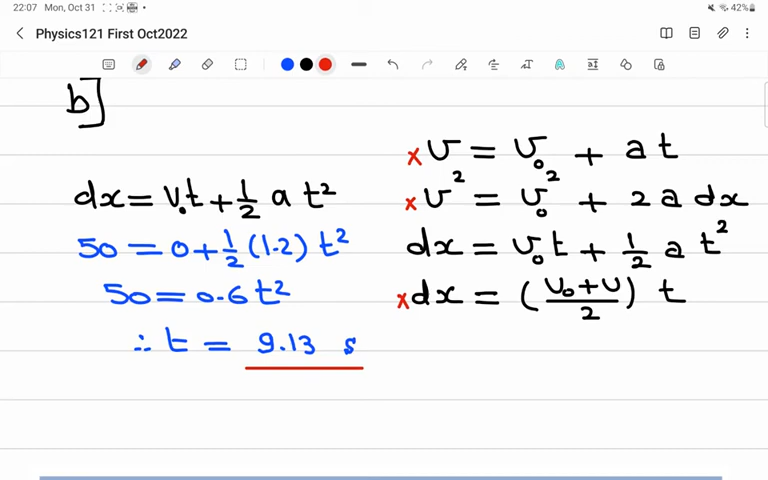 22:07 Mon, Oct 31 42%
Physics121 First Oct2022
b]
dx = v₀t + 1/2 a t²
50 = 0 + 1/2 (1.2) t²
50 = 0.6 t²
∴ t = 9.13 s
x v = v₀ + a t
x v² = v₀² + 2 a dx
dx = v₀ t + 1/2 a t²
x dx = (v₀ + v / 2) t